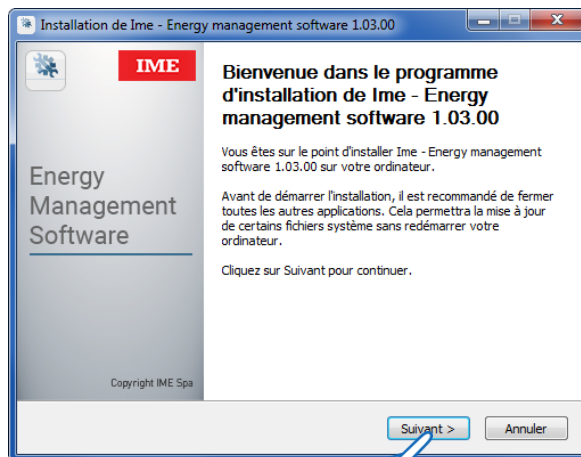 Installation de Ime - Energy management software 1.03.00
IME
Energy
Management
Software
Copyright IME Spa
Bienvenue dans le programme
d'installation de Ime - Energy
management software 1.03.00
Vous êtes sur le point d'installer Ime - Energy management
software 1.03.00 sur votre ordinateur.
Avant de démarrer l'installation, il est recommandé de fermer
toutes les autres applications. Cela permettra la mise à jour
de certains fichiers système sans redémarrer votre
ordinateur.
Cliquez sur Suivant pour continuer.
Suivant >
Annuler